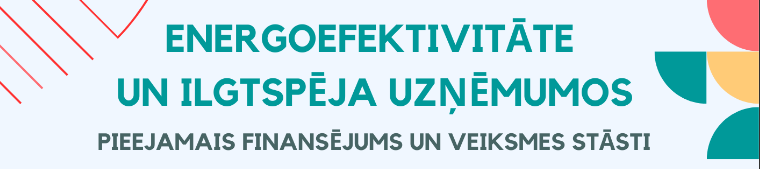 ENERGOEFEKTIVITĀTE
UN ILGTSPĒJA UZŅĒMUMOS
PIEEJAMAIS FINANSĒJUMS UN VEIKSMES STĀSTI